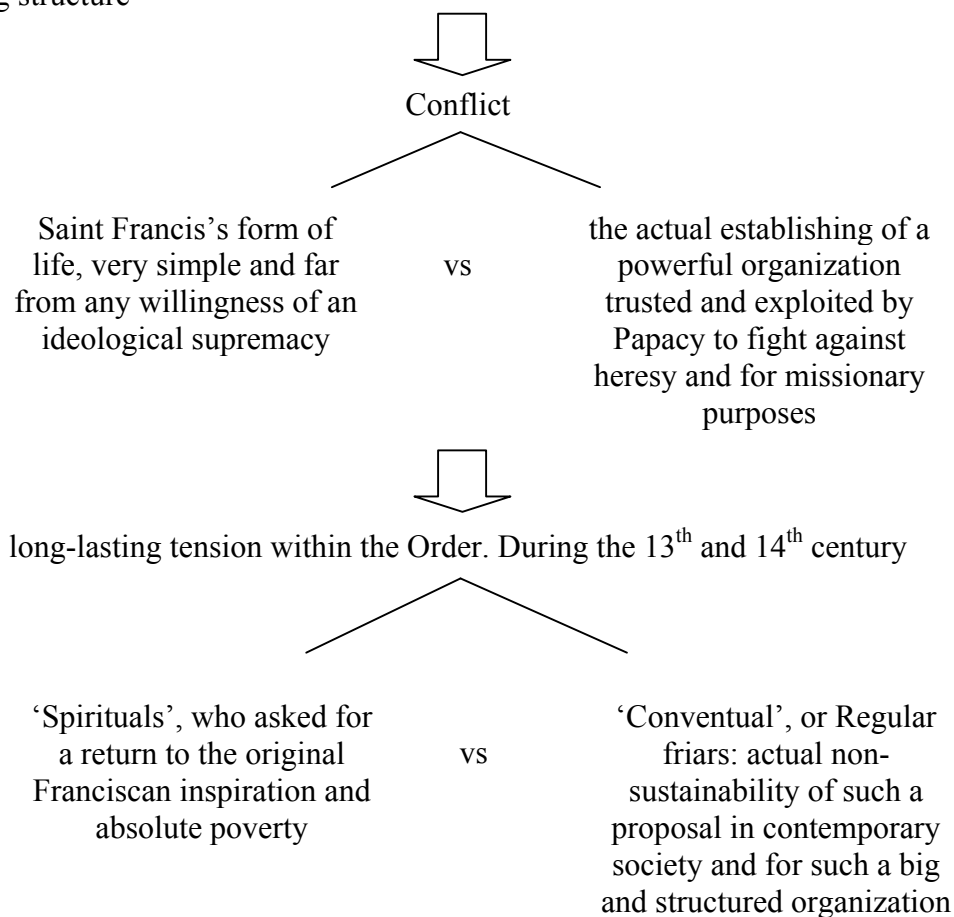 structure
Conflict
Saint Francis’s form of
life, very simple and far
from any willingness of an
ideological supremacy
vs
the actual establishing of a
powerful organization
trusted and exploited by
Papacy to fight against
heresy and for missionary
purposes
long-lasting tension within the Order. During the 13th and 14th century
‘Spirituals’, who asked for
a return to the original
Franciscan inspiration and
absolute poverty
vs
‘Conventual’, or Regular
friars: actual non-
sustainability of such a
proposal in contemporary
society and for such a big
and structured organization